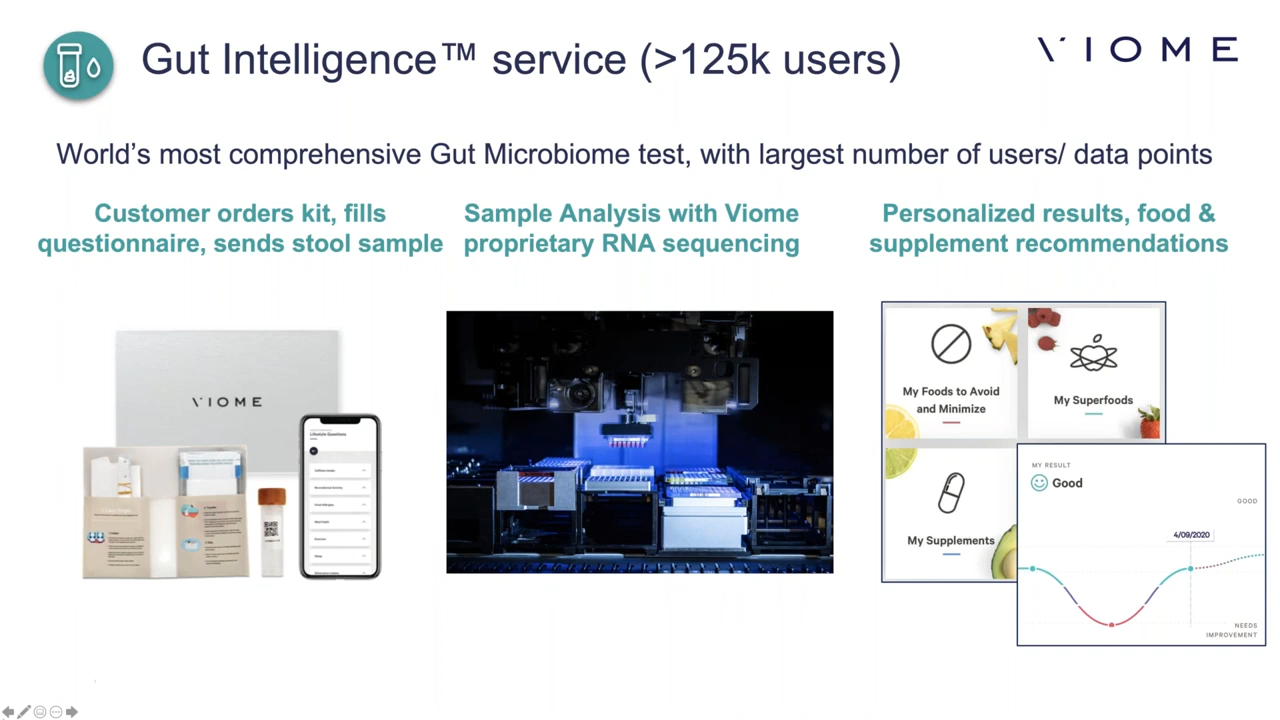 Gut Intelligence™ service (>125k users)
VIOME
World's most comprehensive Gut Microbiome test, with largest number of users/ data points
Customer orders kit, fills
questionnaire, sends stool sample
Sample Analysis with Viome
proprietary RNA sequencing
Personalized results, food &
supplement recommendations
VIOME
Lifestyle Questions
My Foods to Avoid
and Minimize
My Superfoods
My Supplements
MY RESULT
Good
GOOD
4/09/2020
NEEDS
IMPROVEMENT